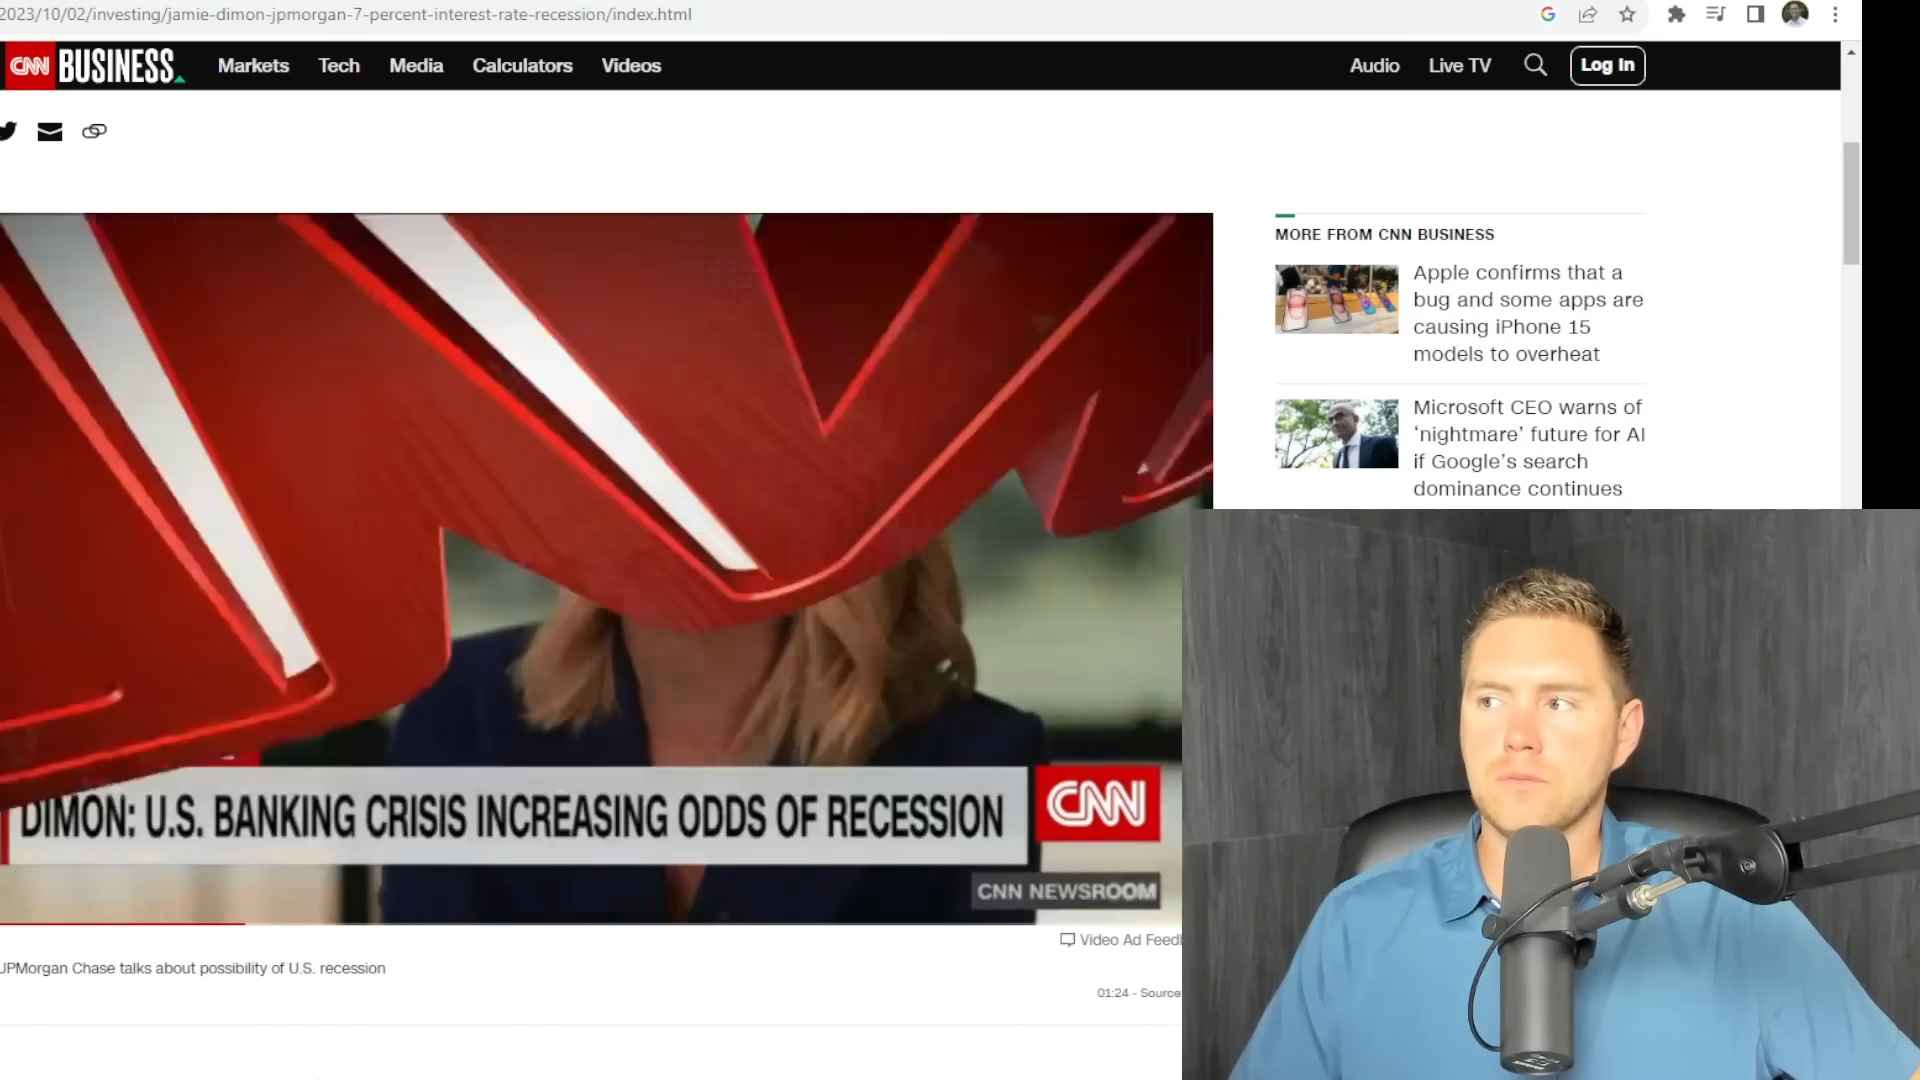 2023/10/02/investing/jamie-dimon-jpmorgan-7-percent-interest-rate-recession/index.html
CNN BUSINESS Markets Tech Media Calculators Videos Audio Live TV Log In
MORE FROM CNN BUSINESS
Apple confirms that a
bug and some apps are
causing iPhone 15
models to overheat
Microsoft CEO warns of
‘nightmare’ future for AI
if Google’s search
dominance continues
DIMON: U.S. BANKING CRISIS INCREASING ODDS OF RECESSION
CNN
CNN NEWSROOM
Video Ad Feed
JPMorgan Chase talks about possibility of U.S. recession
01:24 - Source